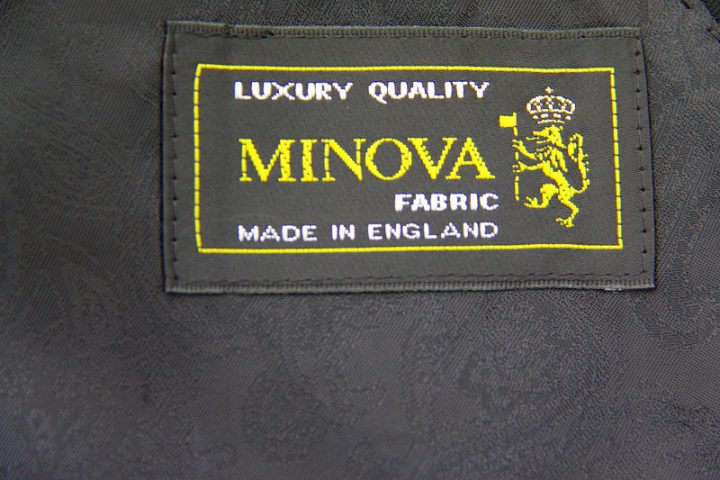 LUXURY QUALITY
MINOVA
FABRIC
MADE IN ENGLAND